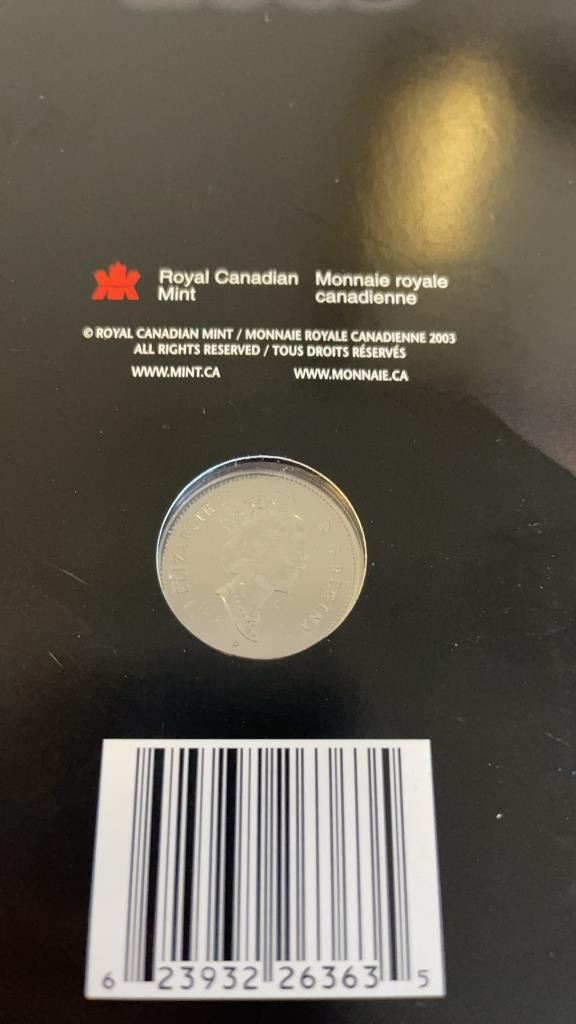 Royal Canadian Mint
Monnaie royale canadienne
© ROYAL CANADIAN MINT / MONNAIE ROYALE CANADIENNE 2003
ALL RIGHTS RESERVED / TOUS DROITS RÉSERVÉS
WWW.MINT.CA WWW.MONNAIE.CA
ELIZABETH II D·G·REGINA
P
6 23932 26363 5